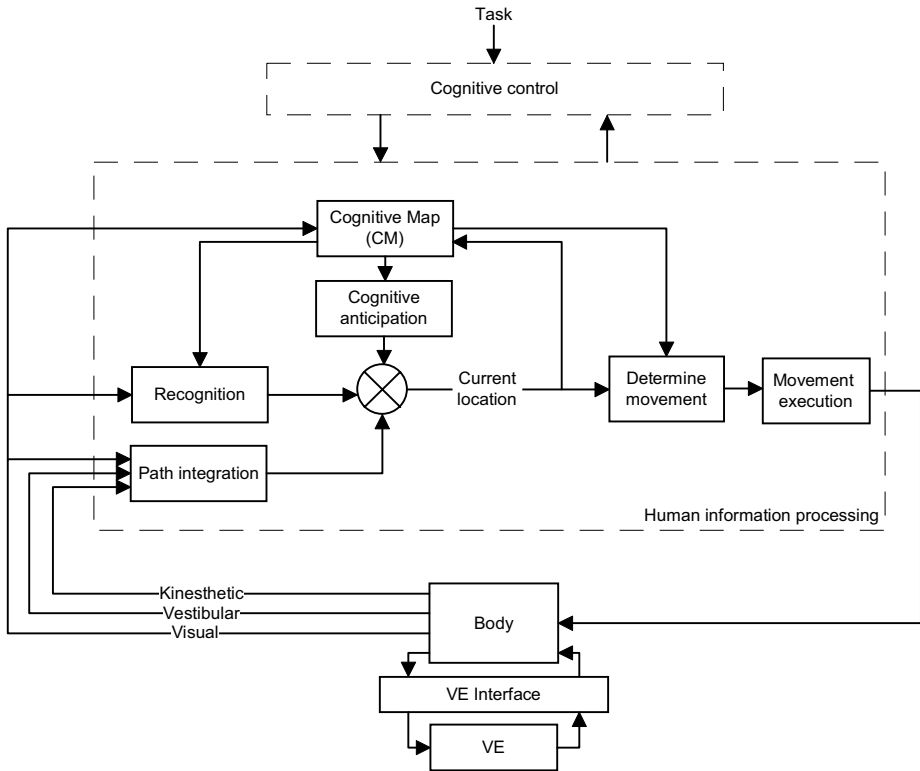 Task
Cognitive control
Cognitive Map
(CM)
Cognitive
anticipation
Recognition
Current
location
Determine
movement
Movement
execution
Path integration
Human information processing
Kinesthetic
Vestibular
Visual
Body
VE Interface
VE